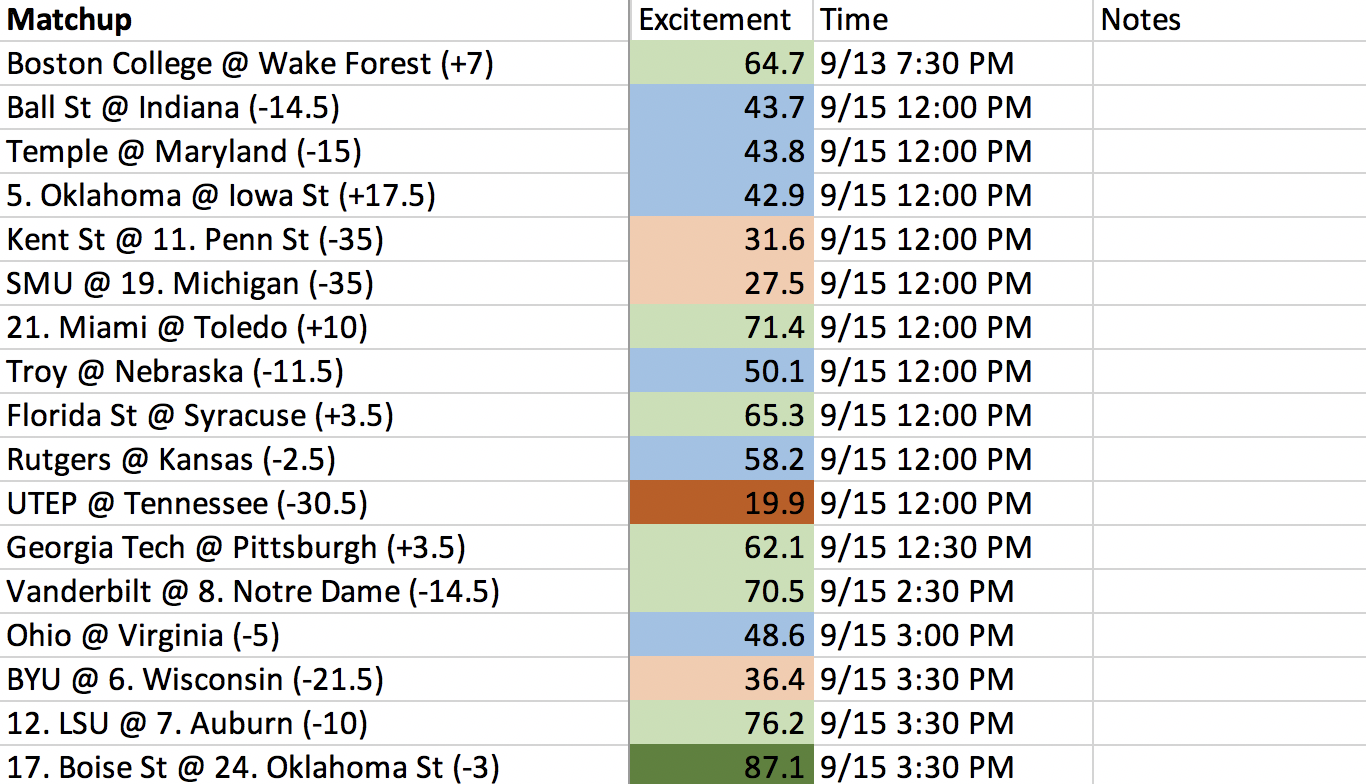 Matchup Excitement Time Notes
Boston College @ Wake Forest (+7) 64.7 9/13 7:30 PM
Ball St @ Indiana (-14.5) 43.7 9/15 12:00 PM
Temple @ Maryland (-15) 43.8 9/15 12:00 PM
5. Oklahoma @ Iowa St (+17.5) 42.9 9/15 12:00 PM
Kent St @ 11. Penn St (-35) 31.6 9/15 12:00 PM
SMU @ 19. Michigan (-35) 27.5 9/15 12:00 PM
21. Miami @ Toledo (+10) 71.4 9/15 12:00 PM
Troy @ Nebraska (-11.5) 50.1 9/15 12:00 PM
Florida St @ Syracuse (+3.5) 65.3 9/15 12:00 PM
Rutgers @ Kansas (-2.5) 58.2 9/15 12:00 PM
UTEP @ Tennessee (-30.5) 19.9 9/15 12:00 PM
Georgia Tech @ Pittsburgh (+3.5) 62.1 9/15 12:30 PM
Vanderbilt @ 8. Notre Dame (-14.5) 70.5 9/15 2:30 PM
Ohio @ Virginia (-5) 48.6 9/15 3:00 PM
BYU @ 6. Wisconsin (-21.5) 36.4 9/15 3:30 PM
12. LSU @ 7. Auburn (-10) 76.2 9/15 3:30 PM
17. Boise St @ 24. Oklahoma St (-3) 87.1 9/15 3:30 PM